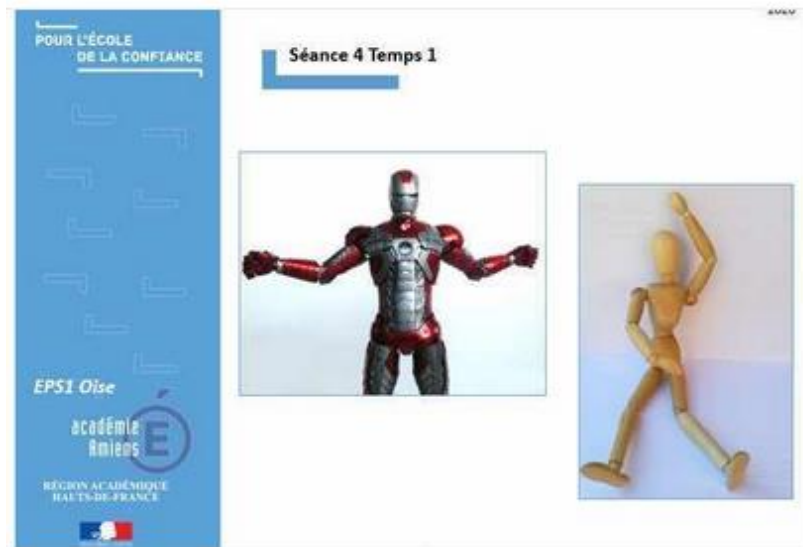 POUR L'ÉCOLE
DE LA CONFIANCE
Séance 4 Temps 1
EPS1 Oise
académie
Amiens
É
RÉGION ACADÉMIQUE
HAUTS-DE-FRANCE